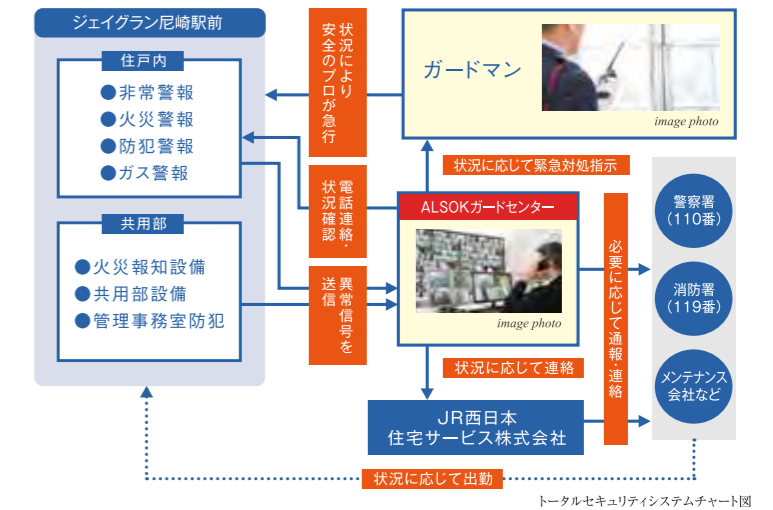 ジェイグラン尼崎駅前
住戸内
●非常警報
●火災警報
●防犯警報
●ガス警報
共用部
●火災報知設備
●共用部設備
●管理事務室防犯
状況により
安全のプロが急行
電話連絡・
状況確認
異常信号を
送信
ガードマン
image photo
状況に応じて緊急対処指示
ALSOKガードセンター
image photo
状況に応じて連絡
JR西日本
住宅サービス株式会社
必要に応じて通報・連絡
警察署
(110番)
消防署
(119番)
メンテナンス
会社など
状況に応じて出動
トータルセキュリティシステムチャート図